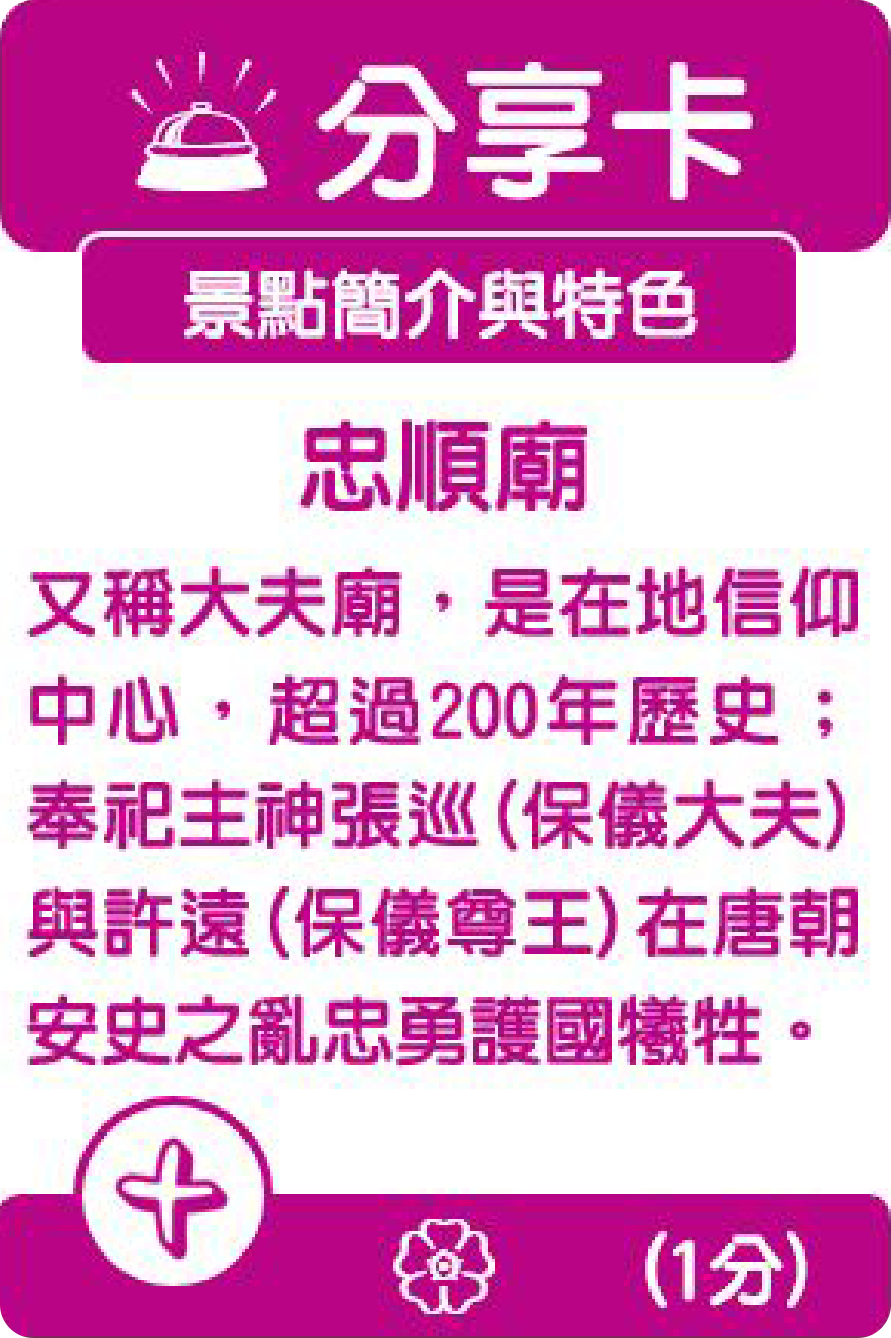 分享卡
景點簡介與特色
忠順廟
又稱大夫廟，是在地信仰
中心，超過200年歷史；
奉祀主神張巡(保儀大夫)
與許遠(保儀尊王)在唐朝
安史之亂忠勇護國犧牲。
(1分)